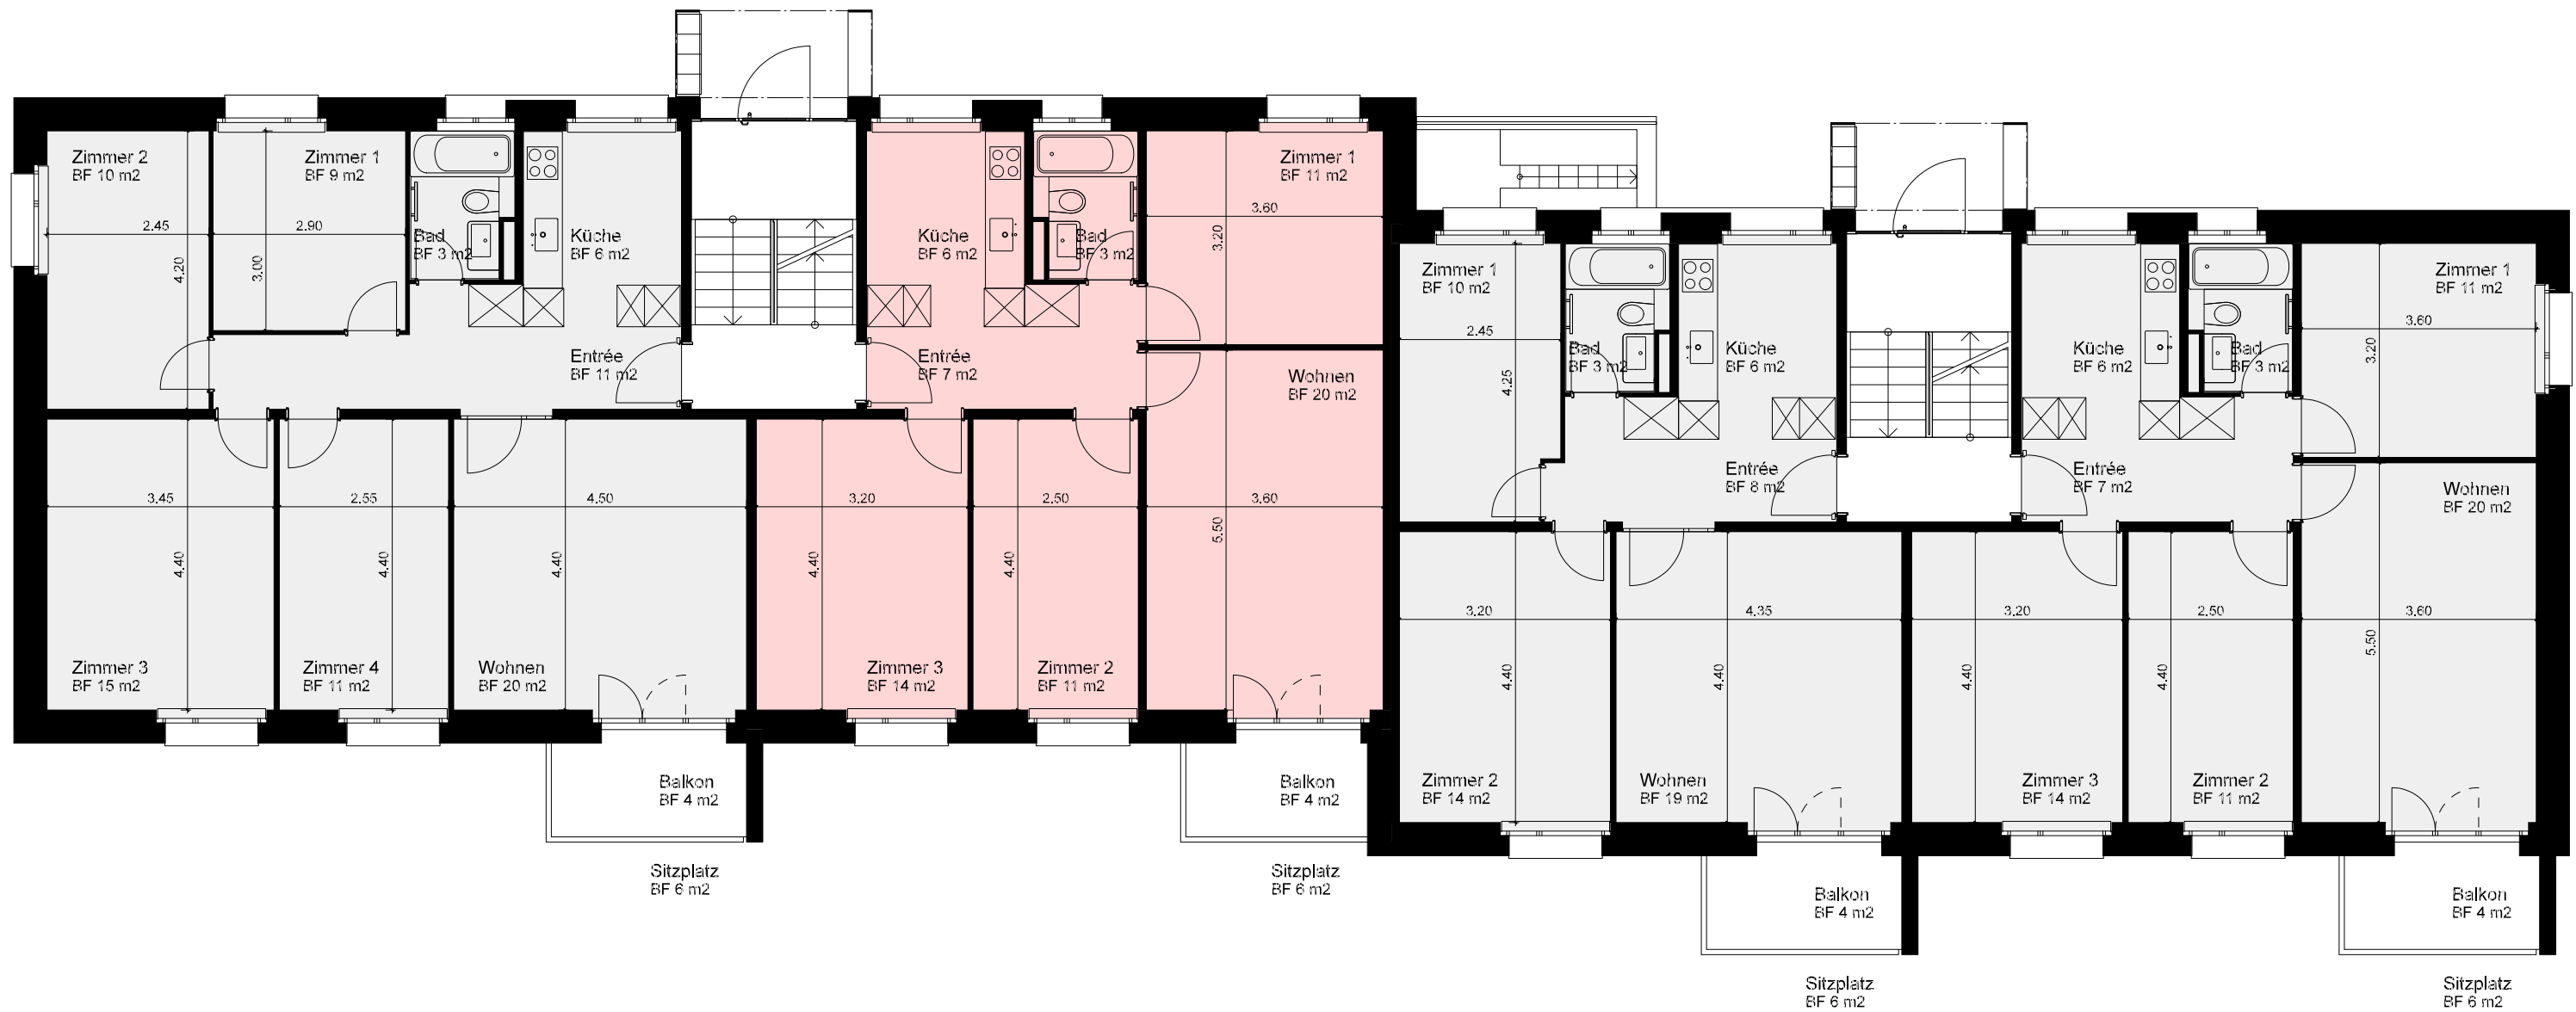 Zimmer 2
BF 10 m2
2.45
4.20
Zimmer 1
BF 9 m2
2.90
3.00
Bad
BF 3 m2
Küche
BF 6 m2
Entrée
BF 11 m2
Zimmer 3
BF 15 m2
3.45
4.40
Zimmer 4
BF 11 m2
2.55
4.40
Wohnen
BF 20 m2
4.50
4.40
Balkon
BF 4 m2
Sitzplatz
BF 6 m2
Küche
BF 6 m2
Bad
BF 3 m2
Zimmer 1
BF 11 m2
3.60
3.20
Entrée
BF 7 m2
Wohnen
BF 20 m2
3.60
5.50
Zimmer 3
BF 14 m2
3.20
4.40
Zimmer 2
BF 11 m2
2.50
4.40
Balkon
BF 4 m2
Sitzplatz
BF 6 m2
Zimmer 1
BF 10 m2
2.45
4.25
Bad
BF 3 m2
Küche
BF 6 m2
Entrée
BF 8 m2
Zimmer 2
BF 14 m2
3.20
4.40
Wohnen
BF 19 m2
4.35
4.40
Balkon
BF 4 m2
Sitzplatz
BF 6 m2
Küche
BF 6 m2
Bad
BF 3 m2
Zimmer 1
BF 11 m2
3.60
3.20
Entrée
BF 7 m2
Wohnen
BF 20 m2
3.60
5.50
Zimmer 3
BF 14 m2
3.20
4.40
Zimmer 2
BF 11 m2
2.50
4.40
Balkon
BF 4 m2
Sitzplatz
BF 6 m2